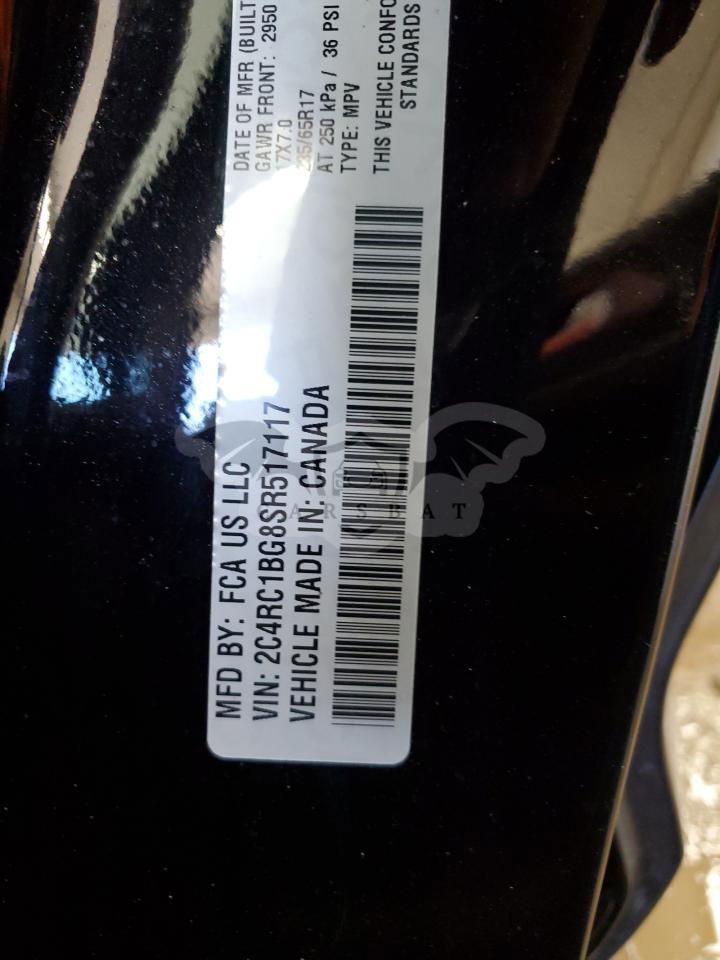 MFD BY: FCA US LLC
VIN: 2C4RC1BG8SR517117
VEHICLE MADE IN: CANADA
DATE OF MFR (BUILT
GAWR FRONT: 2950
17X7.0
235/65R17
AT 250 kPa / 36 PSI
TYPE: MPV
THIS VEHICLE CONFO
STANDARDS
CARSBAT